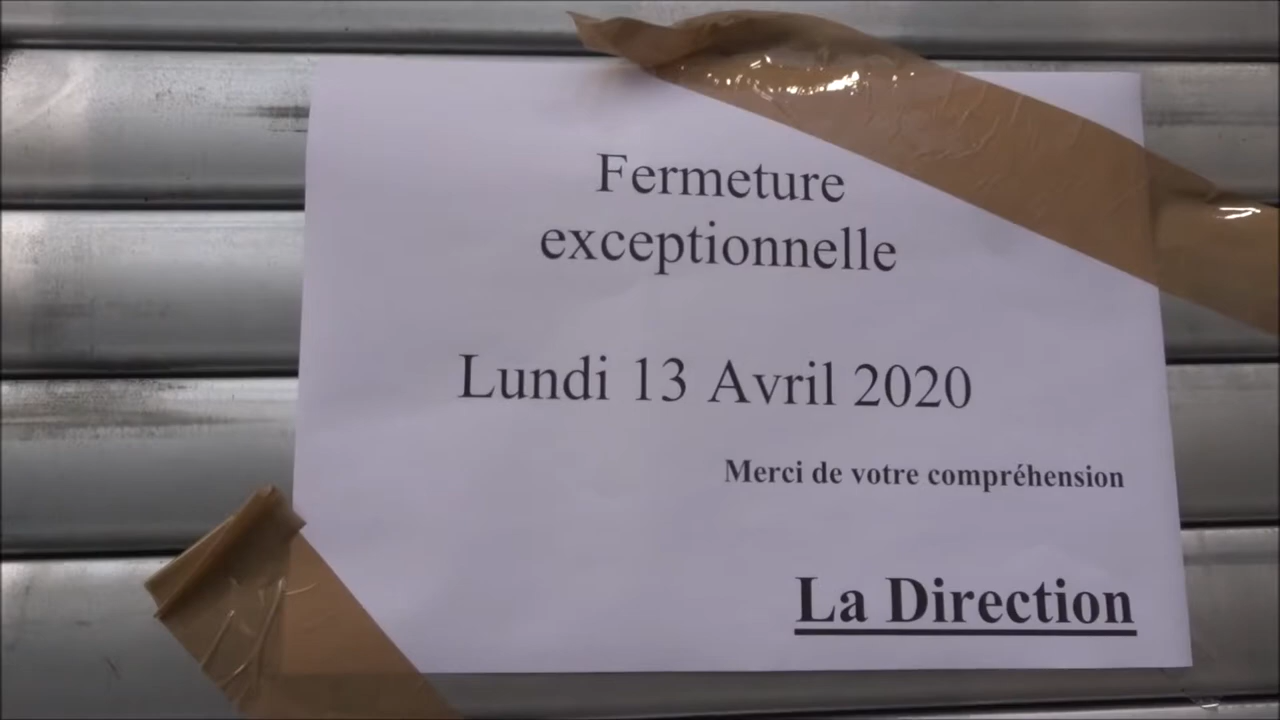 Fermeture
exceptionnelle
Lundi 13 Avril 2020
Merci de votre compréhension
La Direction